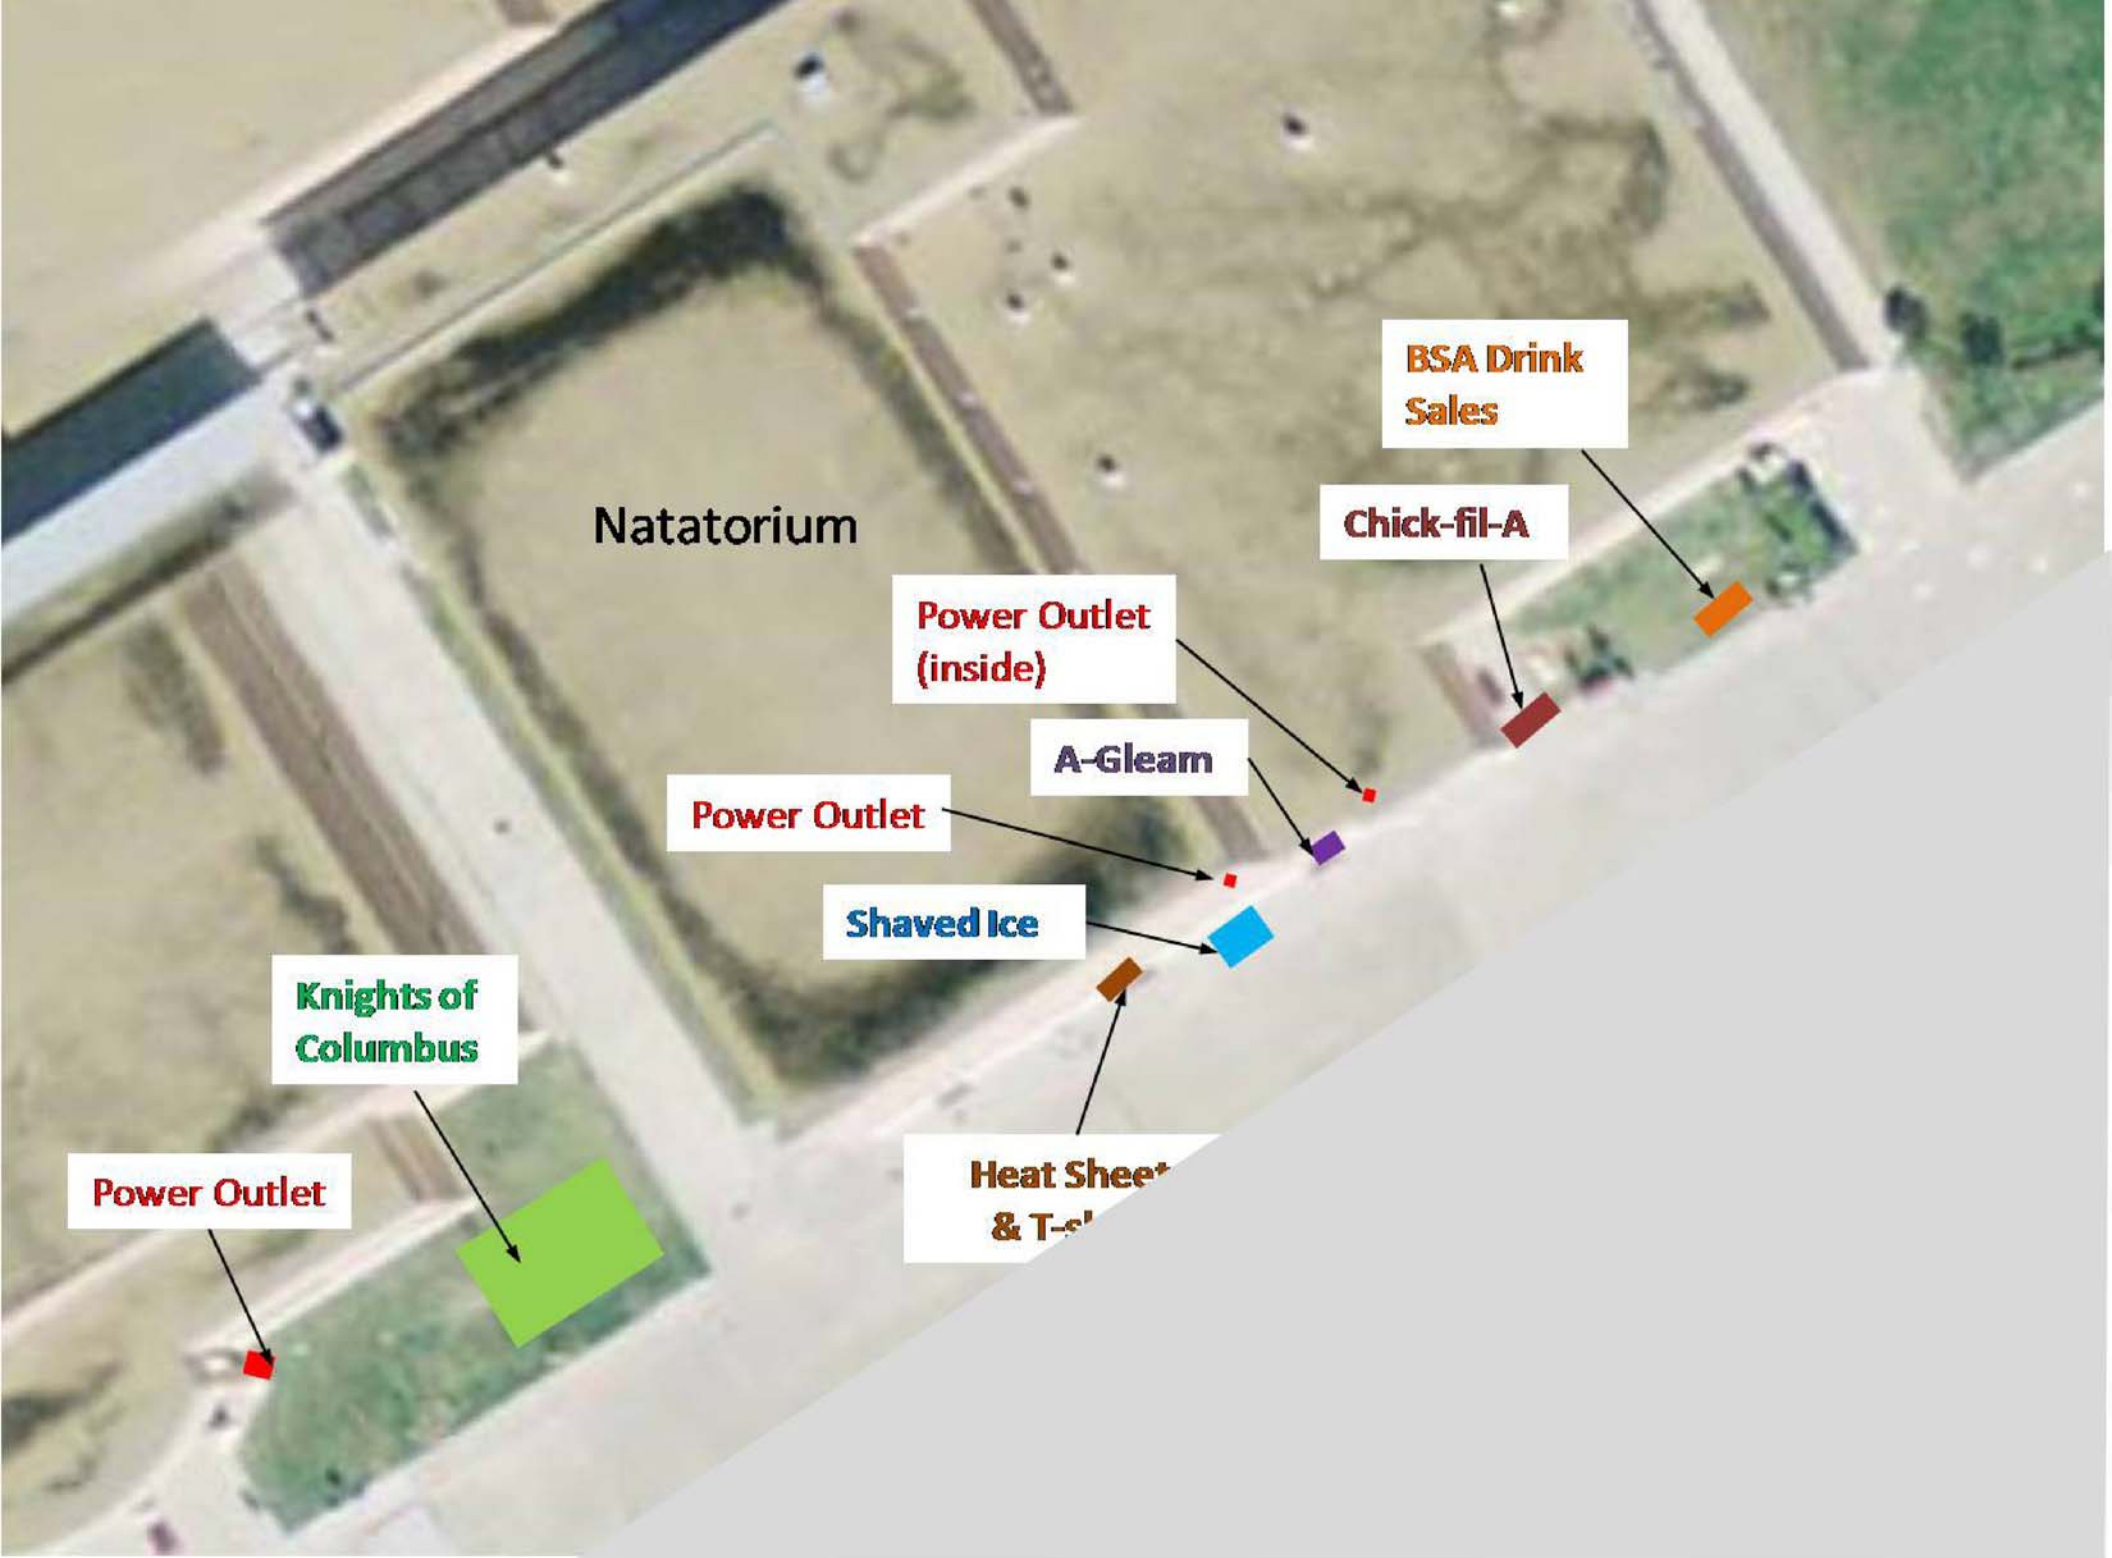 BSA Drink
Sales
Chick-fil-A
Natatorium
Power Outlet
(inside)
A-Gleam
Power Outlet
Shaved Ice
Knights of
Columbus
Heat Sheet
Power Outlet
&